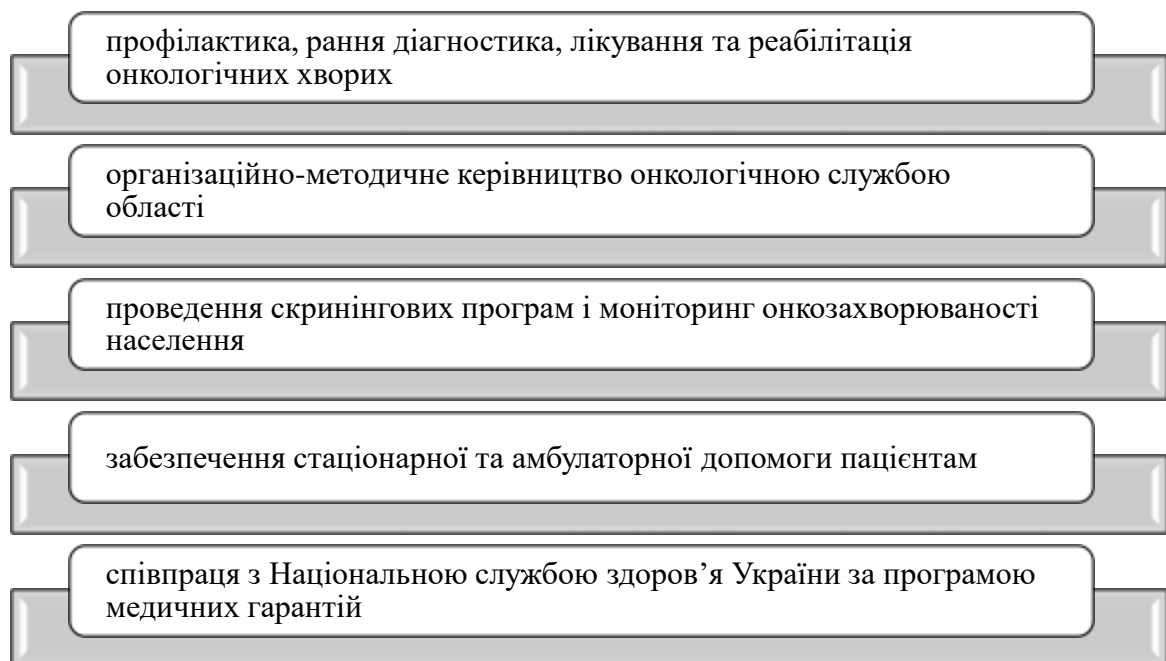 профілактика, рання діагностика, лікування та реабілітація
онкологічних хворих
організаційно-методичне керівництво онкологічною службою
області
проведення скринінгових програм і моніторинг онкозахворюваності
населення
забезпечення стаціонарної та амбулаторної допомоги пацієнтам
співпраця з Національною службою здоров’я України за програмою
медичних гарантій